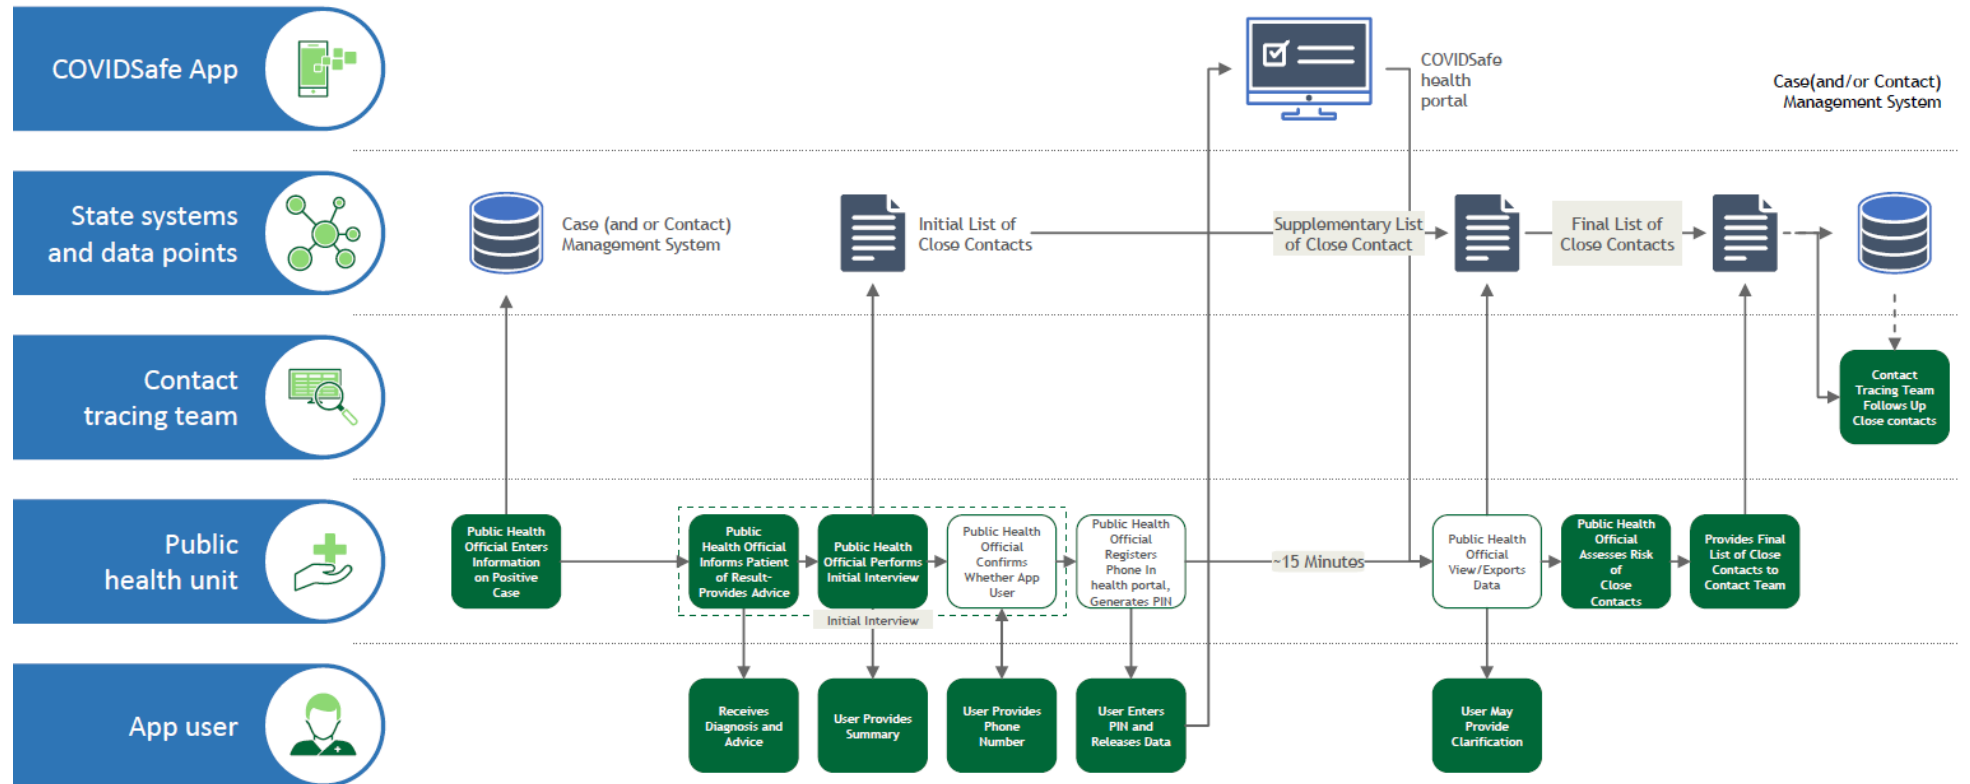 COVIDSafe App
COVIDSafe
health
portal
Case(and/or Contact)
Management System
State systems
and data points
Case (and or Contact)
Management System
Initial List of
Close Contacts
Supplementary List
of Close Contact
Final List of
Close Contacts
Contact
tracing team
Contact
Tracing Team
Follows Up
Close contacts
Public
health unit
Public Health
Official Enters
Information
on Positive
Case
Public
Health Official
Informs Patient
of Result-
Provides Advice
Public Health
Official Performs
Initial Interview
Initial Interview
Public Health
Official
Confirms
Whether App
User
Public Health
Official
Registers
Phone In
health portal,
Generates PIN
~15 Minutes
Public Health
Official
View/Exports
Data
Public Health
Official
Assesses Risk
of
Close
Contacts
Provides Final
List of Close
Contacts to
Contact Team
App user
Receives
Diagnosis and
Advice
User Provides
Summary
User Provides
Phone
Number
User Enters
PIN and
Releases Data
User May
Provide
Clarification